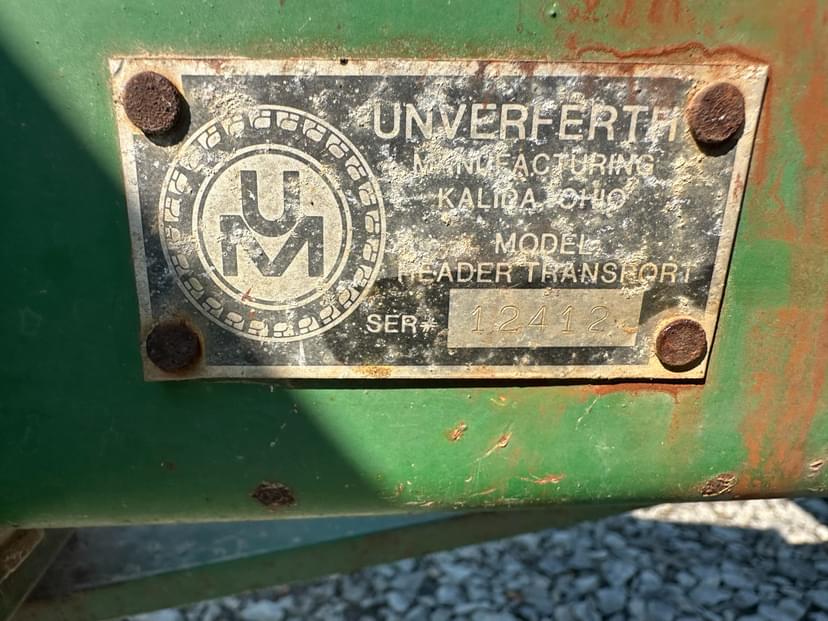 UM
UNVERFERTH
MANUFACTURING
KALIDA, OHIO
MODEL
HEADER TRANSPORT
SER# 12412